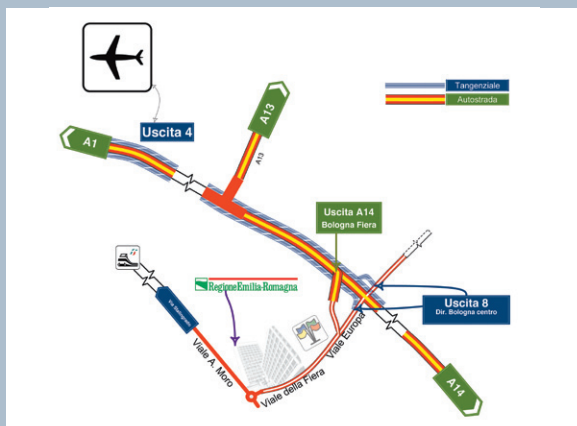 Tangenziale
Autostrada
Uscita 4
A1
A13
A13
Uscita A14
Bologna Fiera
RegioneEmilia-Romagna
Uscita 8
Dir. Bologna centro
Viale A. Moro
Viale Europa
Viale della Fiera
A14